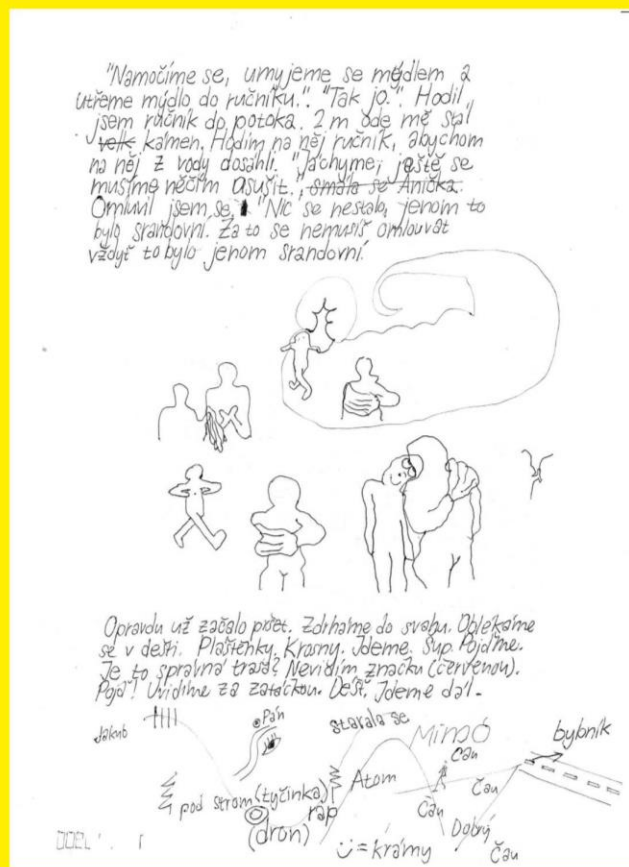 "Namočíme se, umyjeme se mýdlem a
utřeme mýdlo do ručníku.". "Tak jo.". Hodil
jsem ručník do potoka. 2 m ode mě stál
velk kámen. Hodím na něj ručník, abychom
na něj z vody dosáhli. "Jáchyme, ještě se
musíme něčím osušit.", smála se Anička.
Omluvil jsem se. "Nic se nestalo, jenom to
bylo srandovní. Za to se nemusíš omlouvat
vždyť to bylo jenom srandovní.
Opravdu už začalo pršet. Zdrháme do svahu. Oblékáme
se v dešti. Pláštěnky. Krosny. Jdeme. Šup. Pojďme.
Je to správná trasa? Nevidím značku (červenou).
Pojď! Uvidíme za zatáčkou. Déšť. Jdeme dál.
Jakub
Pán
starala se
Mimoó
bybník
Čau
pod strom (tyčinka)
ráp
Atom
Čau
Čau
(dron)
Dobrý
Čau
= krámy